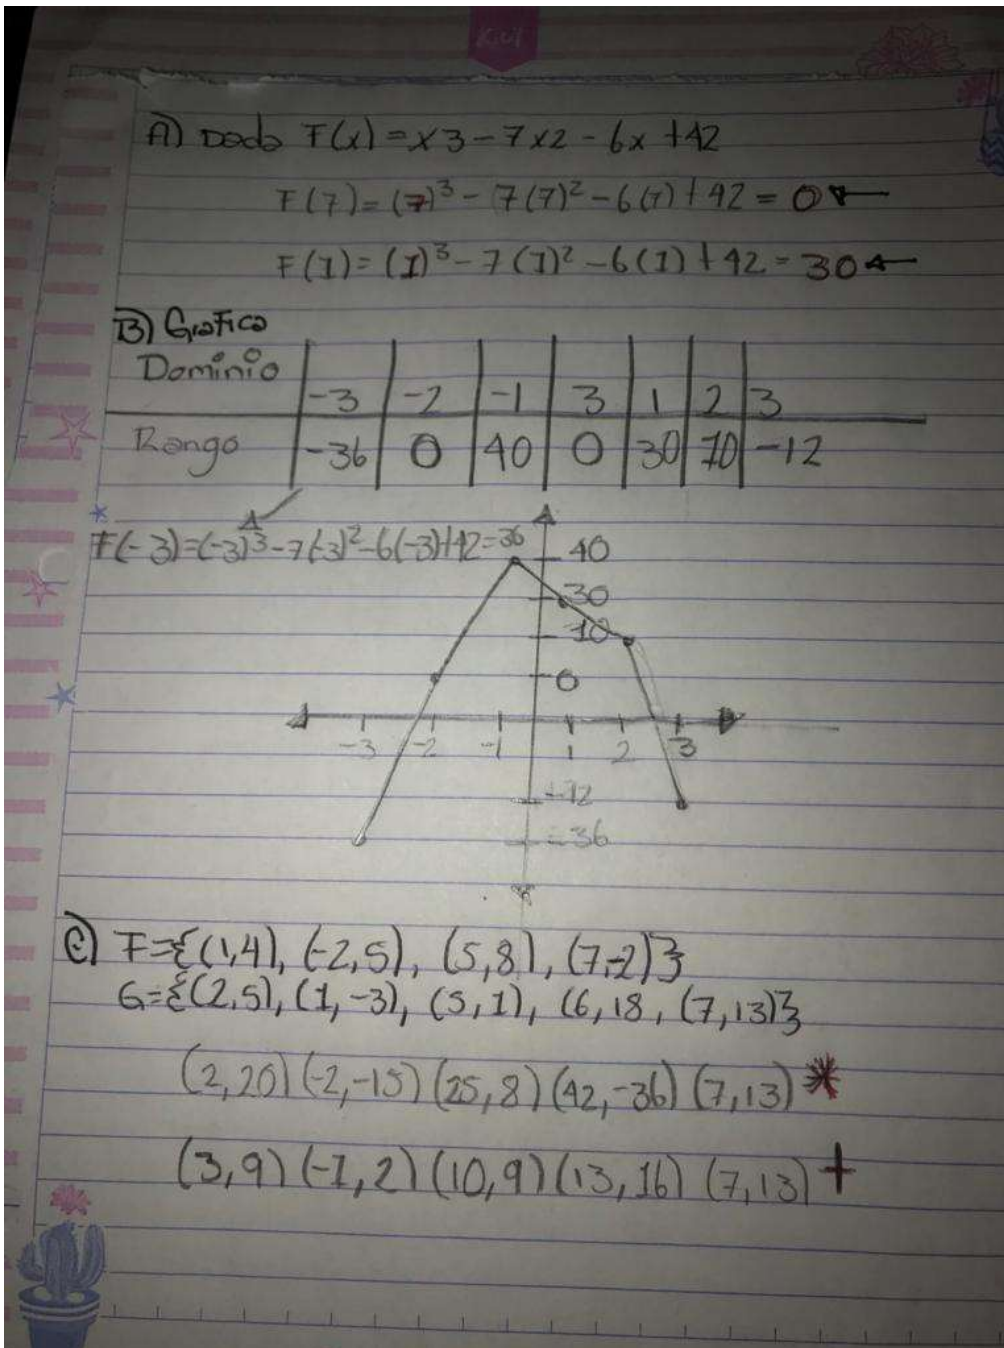 Kiut
A) Dado F(x) = x3 - 7x2 - 6x + 42
F(7) = (7)³ - 7(7)² - 6(7) + 42 = 0
F(1) = (1)³ - 7(1)² - 6(1) + 42 = 30
B) Grafica
Dominio -3 -2 -1 3 1 2 3
Rango -36 0 40 0 30 10 -12
F(-3)=(-3)³-7(-3)²-6(-3)+42=36
40
30
10
0
-3 -2 -1 1 2 3
-12
-36
C) F={(1,4), (-2,5), (5,8), (7,-2)}
G={(2,5), (1,-3), (5,1), (6,18, (7,13)}
(2,20) (-2,-15) (25,8) (42,-36) (7,13) *
(3,9) (-1,2) (10,9) (13,16) (7,13) +